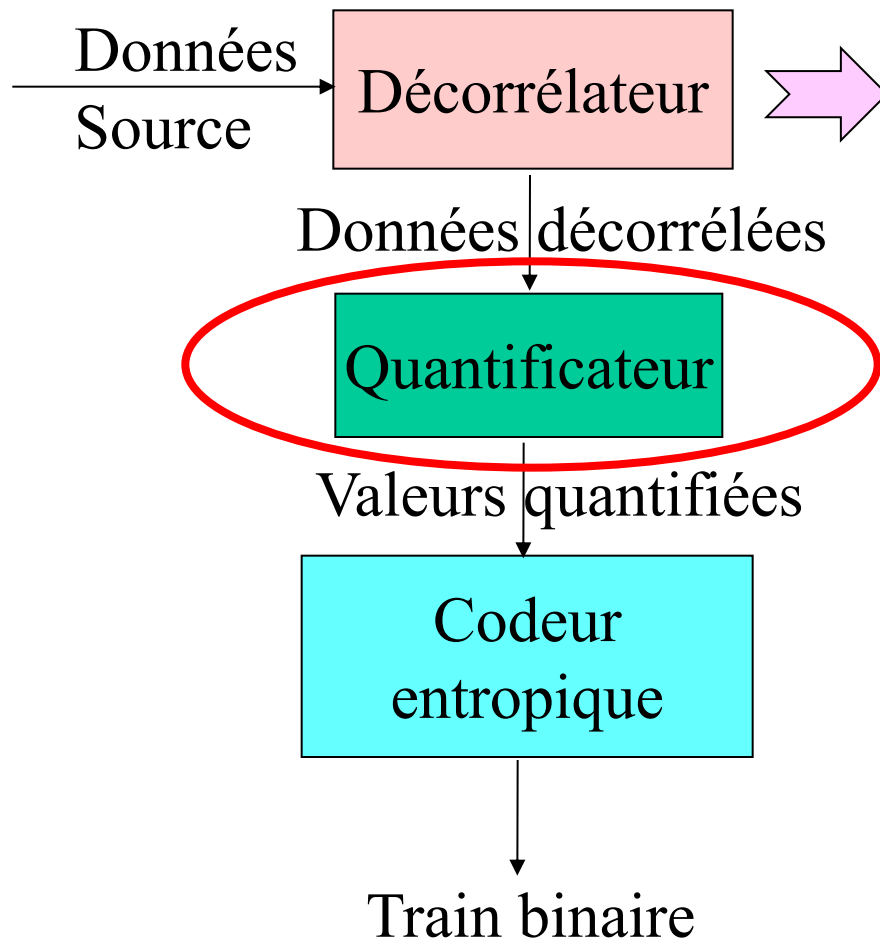 Données
Source
Décorrélateur
Données décorrélées
Quantificateur
Valeurs quantifiées
Codeur
entropique
Train binaire